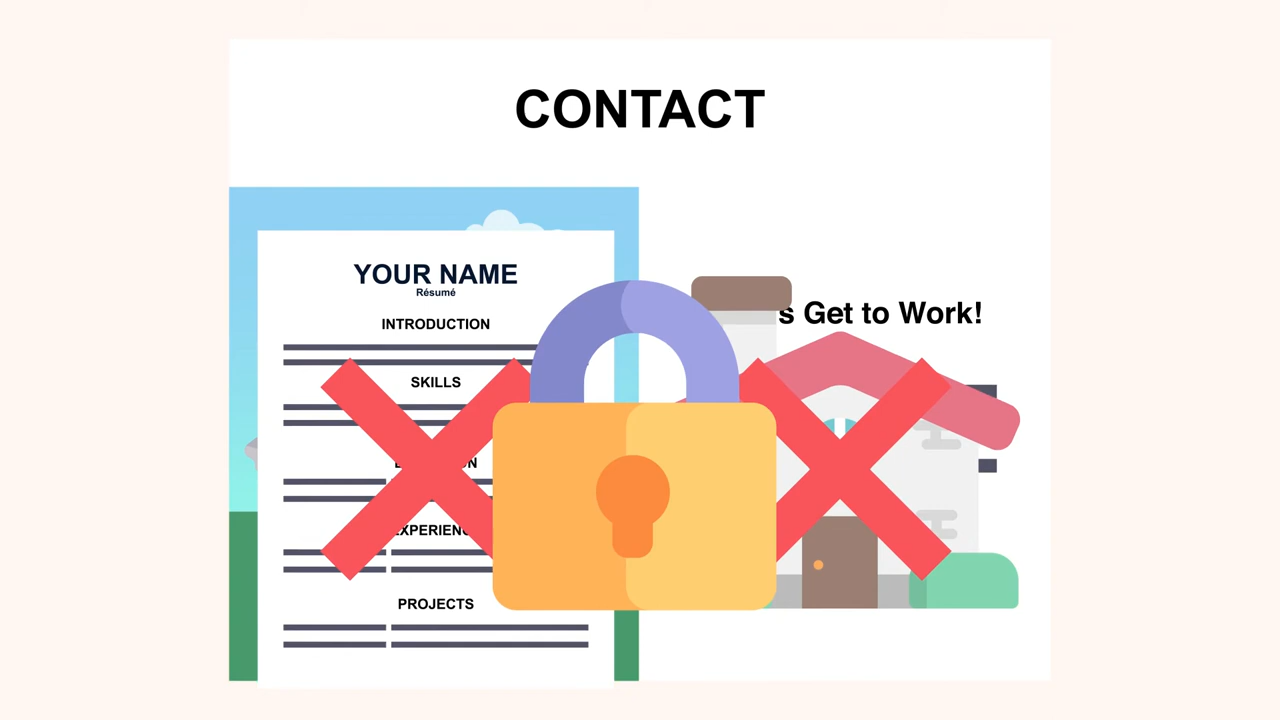 CONTACT
YOUR NAME
Résumé
INTRODUCTION
SKILLS
PROJECTS
s Get to Work!